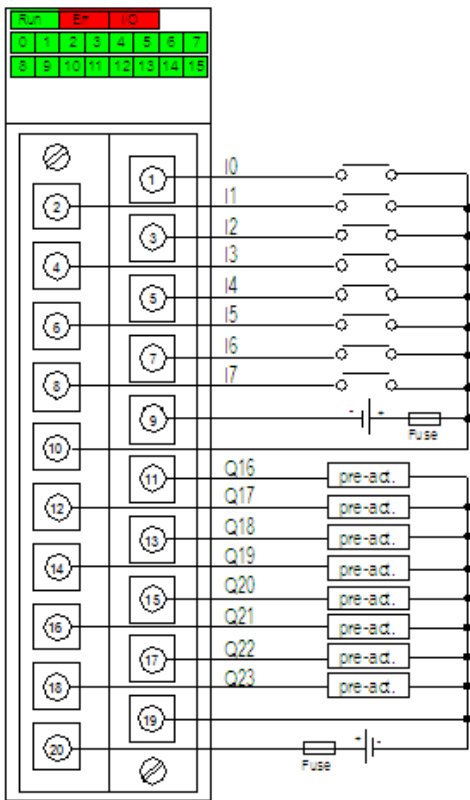 Run Err I/O
0 1 2 3 4 5 6 7
8 9 10 11 12 13 14 15
1 I0
2 I1
3 I2
4 I3
5 I4
6 I5
7 I6
8 I7
9 - + Fuse
10
11 Q16 pre-act.
12 Q17 pre-act.
13 Q18 pre-act.
14 Q19 pre-act.
15 Q20 pre-act.
16 Q21 pre-act.
17 Q22 pre-act.
18 Q23 pre-act.
19
20 Fuse + -